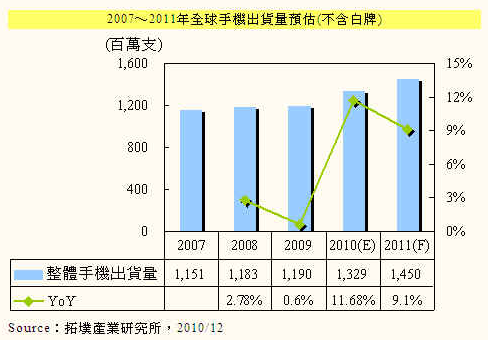 2007～2011年全球手機出貨量預估(不含白牌)
(百萬支)
1,600
1,200
800
400
0
15%
12%
9%
6%
3%
0%
2007 2008 2009 2010(E) 2011(F)
整體手機出貨量 1,151 1,183 1,190 1,329 1,450
YoY 2.78% 0.6% 11.68% 9.1%
Source：拓墣產業研究所，2010/12